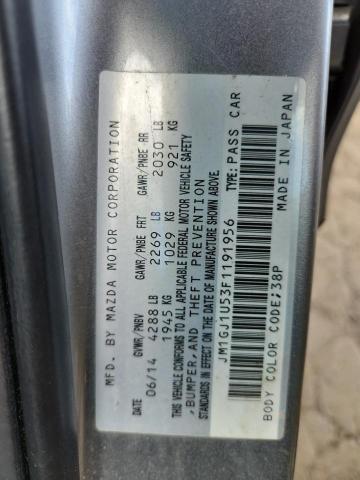 MFD. BY MAZDA MOTOR CORPORATION
DATE GVWR/PNBV GAWR/PNBE FRT GAWR/PNBE RR
06/14 4288 LB 2269 LB 2030 LB
1945 KG 1029 KG 921 KG
THIS VEHICLE CONFORMS TO ALL APPLICABLE FEDERAL MOTOR VEHICLE SAFETY
,BUMPER,AND THEFT PREVENTION
STANDARDS IN EFFECT ON THE DATE OF MANUFACTURE SHOWN ABOVE.
JM1GJ1U53F1191956 TYPE:PASS CAR
BODY COLOR CODE;38P MADE IN JAPAN